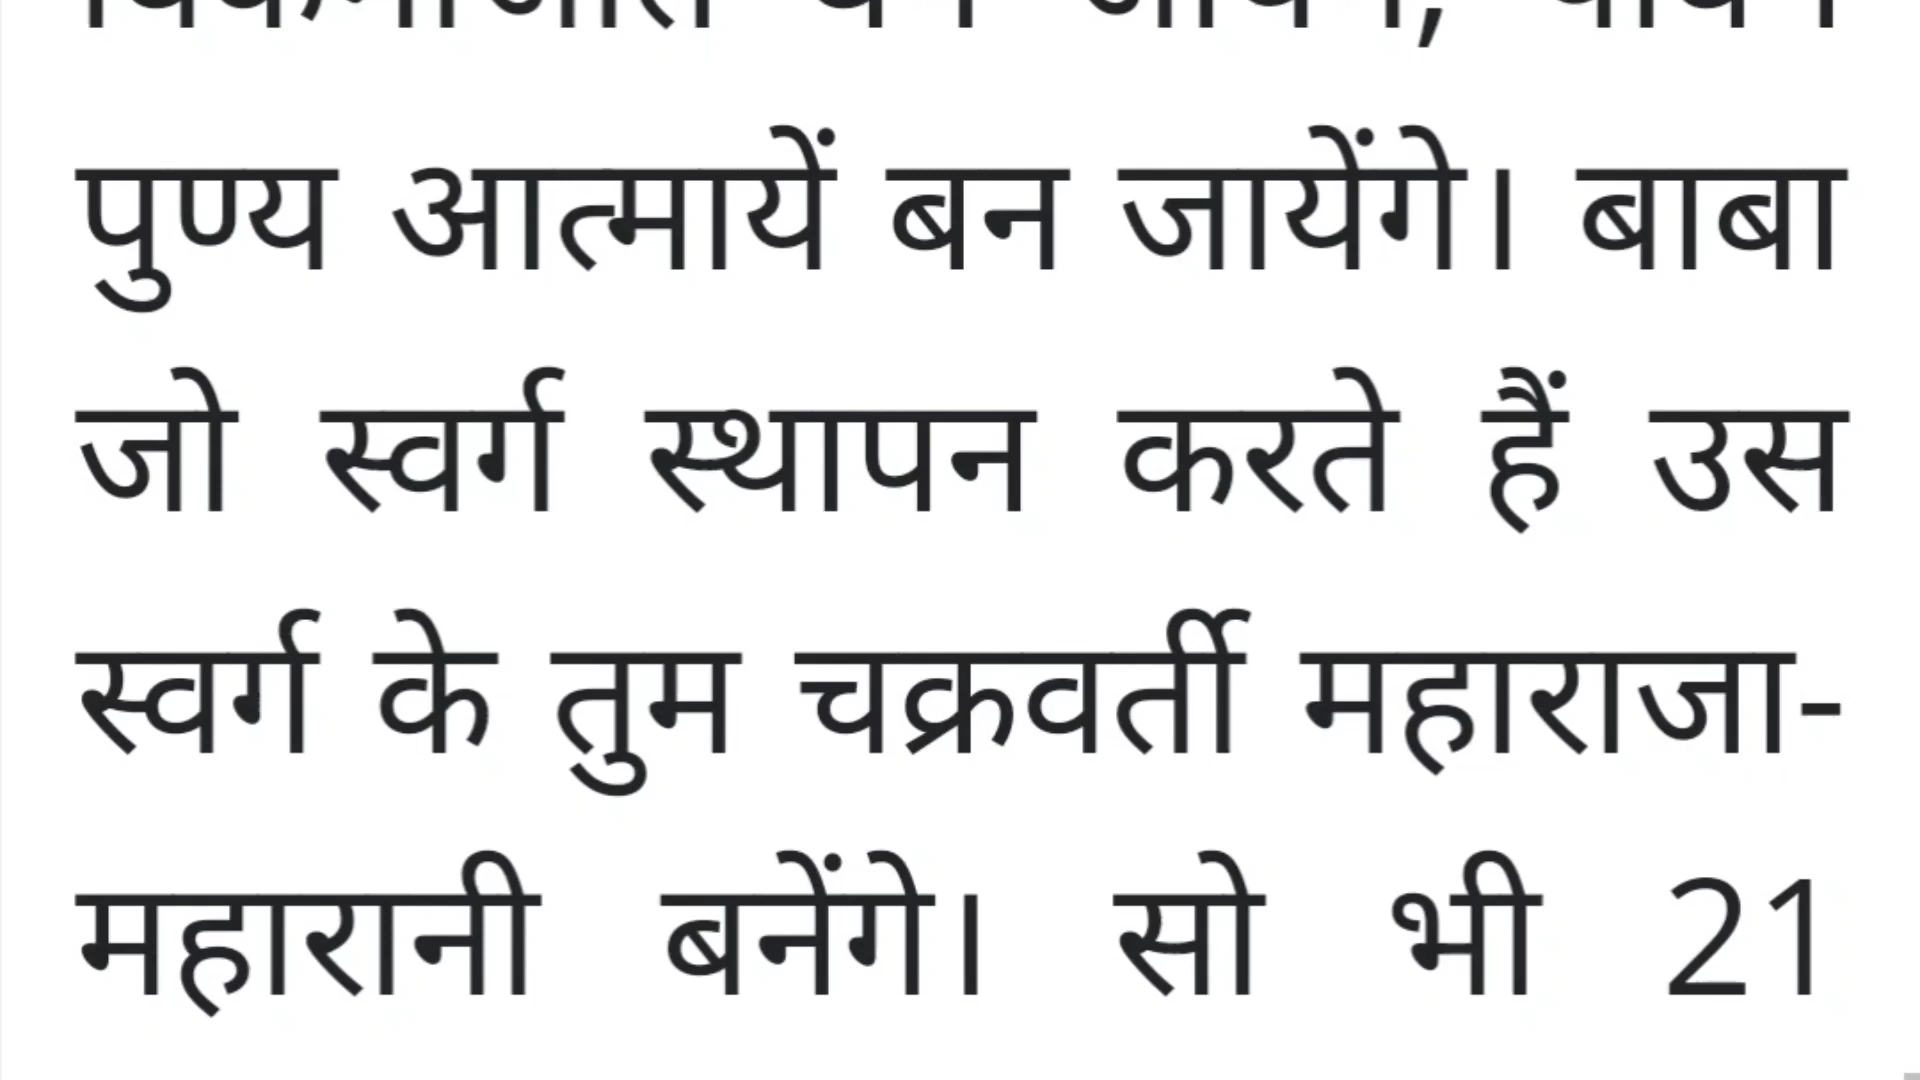 पुण्य आत्मायें बन जायेंगे। बाबा
जो स्वर्ग स्थापन करते हैं उस
स्वर्ग के तुम चक्रवर्ती महाराजा-
महारानी बनेंगे। सो भी 21